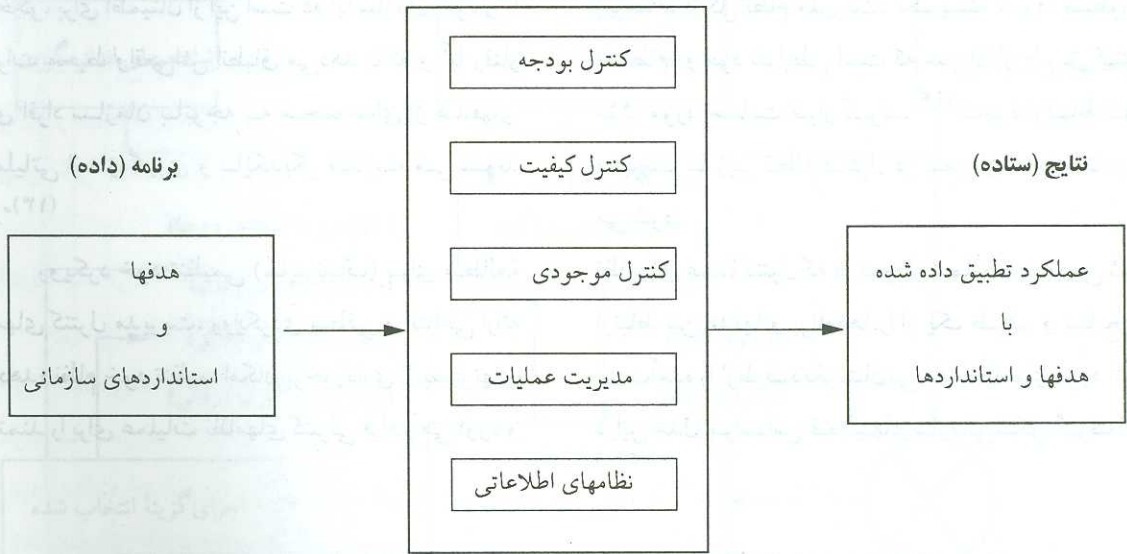 کنترل بودجه
کنترل کیفیت
کنترل موجودی
مدیریت عملیات
نظامهای اطلاعاتی
برنامه (داده)
هدفها
و
استانداردهای سازمانی
نتایج (ستاده)
عملکرد تطبیق داده شده
با
هدفها و استانداردها